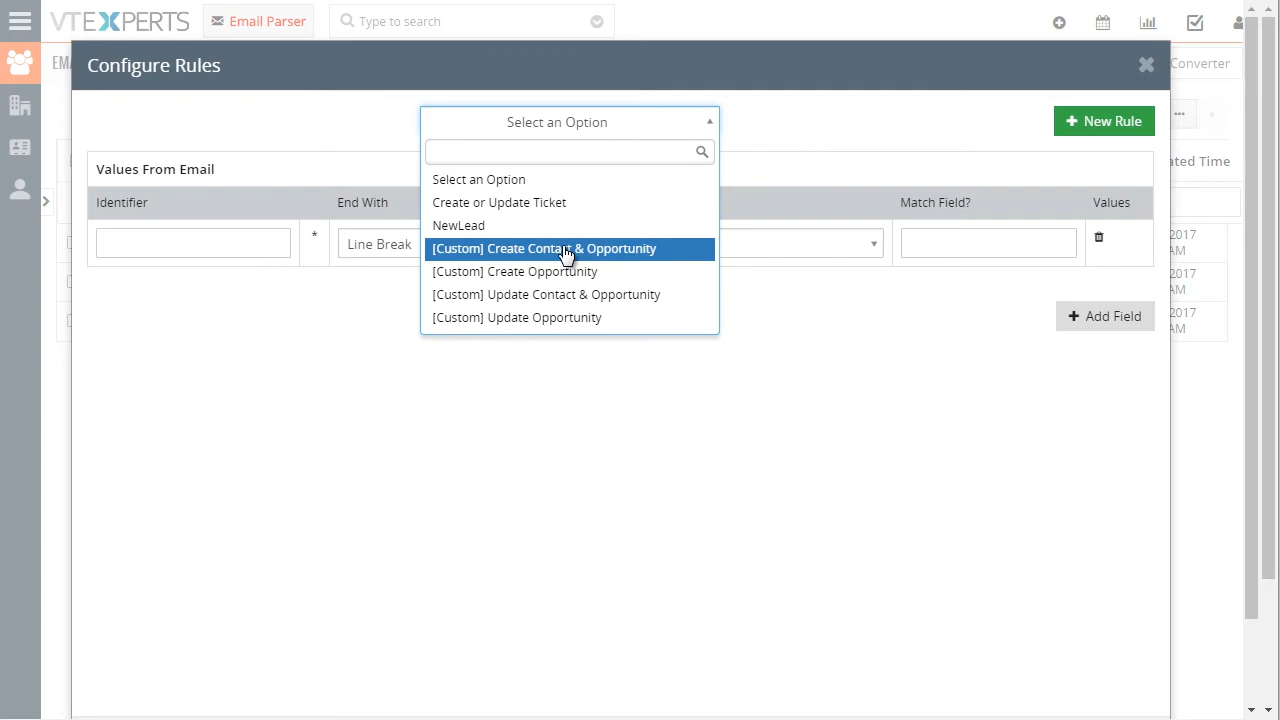 VTEXPERTS
Email Parser
Type to search
EMA
Converter
Configure Rules
Select an Option
New Rule
...
Values From Email
ated Time
Select an Option
Identifier
End With
Create or Update Ticket
Match Field?
Values
NewLead
*
Line Break
[Custom] Create Contact & Opportunity
2017
AM
[Custom] Create Opportunity
2017
AM
[Custom] Update Contact & Opportunity
[Custom] Update Opportunity
Add Field
2017
AM